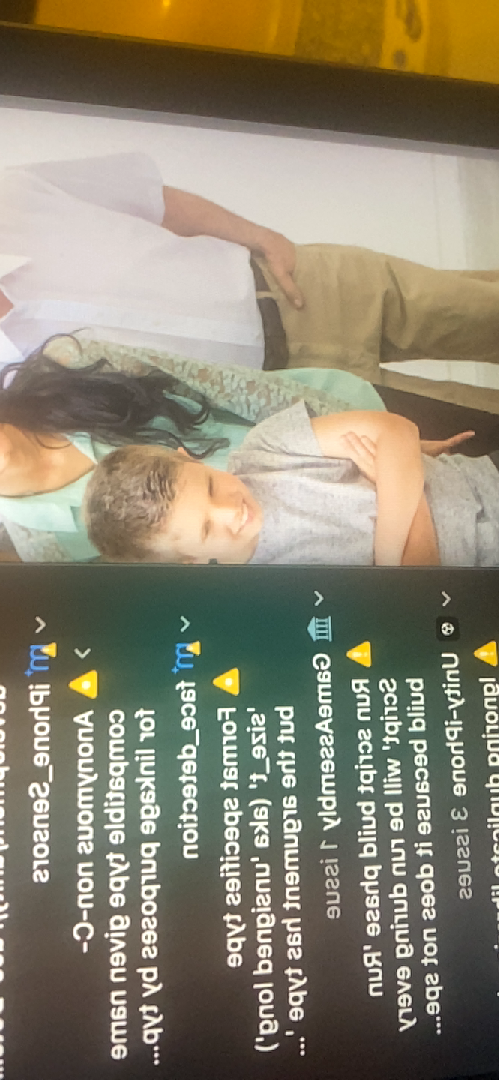 iPhone_Sensors
Anonymous non-C-
compatible type given name
for linkage purposes by typ...
face_detection
Format specifies type
'size_t' (aka 'unsigned long')
but the argument has type '...
GameAssembly 1 issue
Run script build phase 'Run
Script' will be run during every
build because it does not spe...
Unity-iPhone 3 issues
Ignoring duplicate